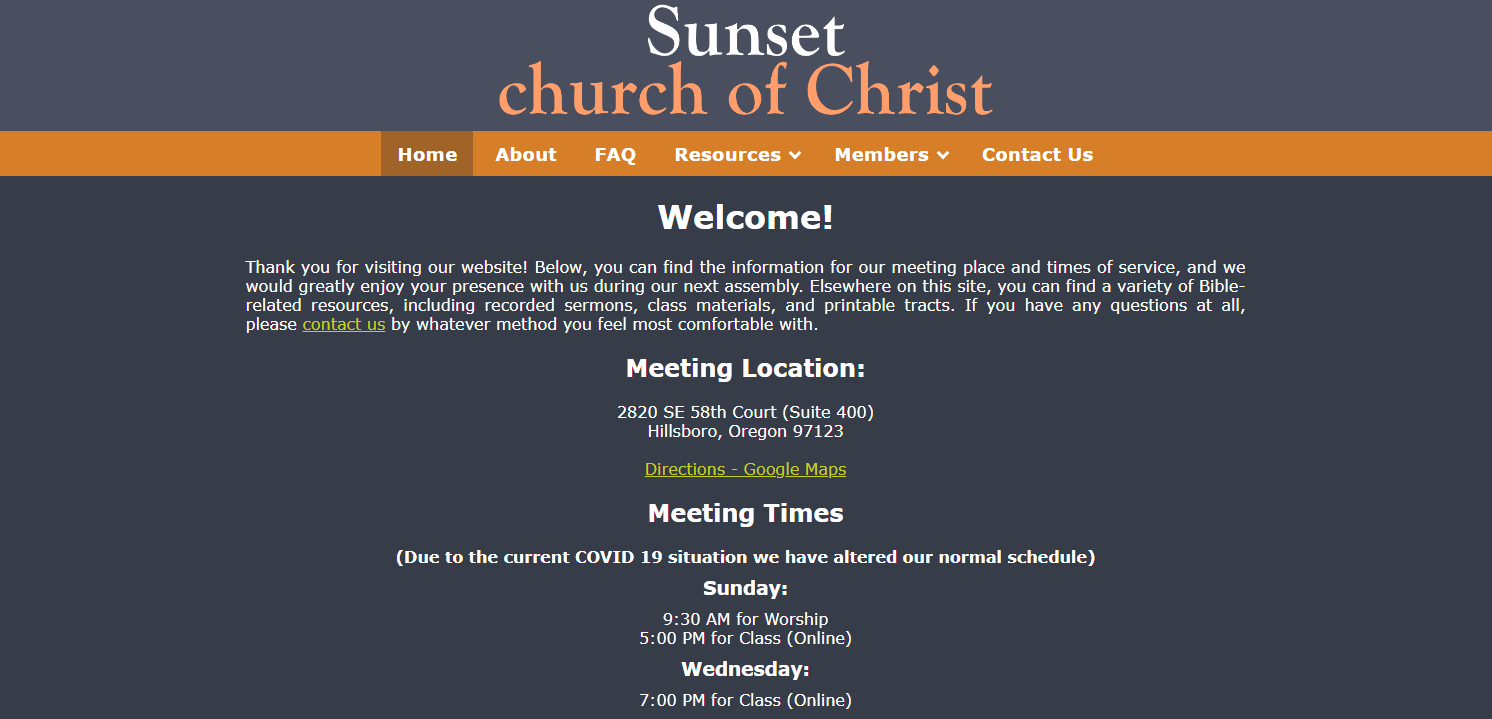 Sunset
church of Christ
Home About FAQ Resources Members Contact Us
Welcome!
Thank you for visiting our website! Below, you can find the information for our meeting place and times of service, and we
would greatly enjoy your presence with us during our next assembly. Elsewhere on this site, you can find a variety of Bible-
related resources, including recorded sermons, class materials, and printable tracts. If you have any questions at all,
please contact us by whatever method you feel most comfortable with.
Meeting Location:
2820 SE 58th Court (Suite 400)
Hillsboro, Oregon 97123
Directions - Google Maps
Meeting Times
(Due to the current COVID 19 situation we have altered our normal schedule)
Sunday:
9:30 AM for Worship
5:00 PM for Class (Online)
Wednesday:
7:00 PM for Class (Online)